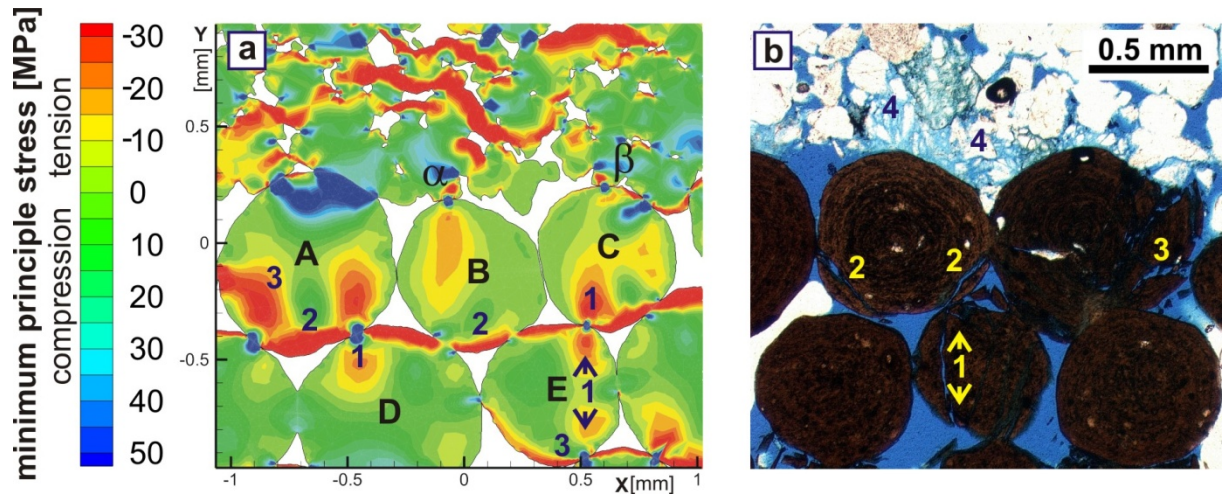 minimum principle stress [MPa]
compression tension
-30
-20
-10
0
10
20
30
40
50
Y
[mm]
0.5
0
-0.5
-1
-0.5
0
0.5
1
X[mm]
a
α
β
A
B
C
3
1
2
2
1
1
D
E
3
b
0.5 mm
4
4
2
2
3
1